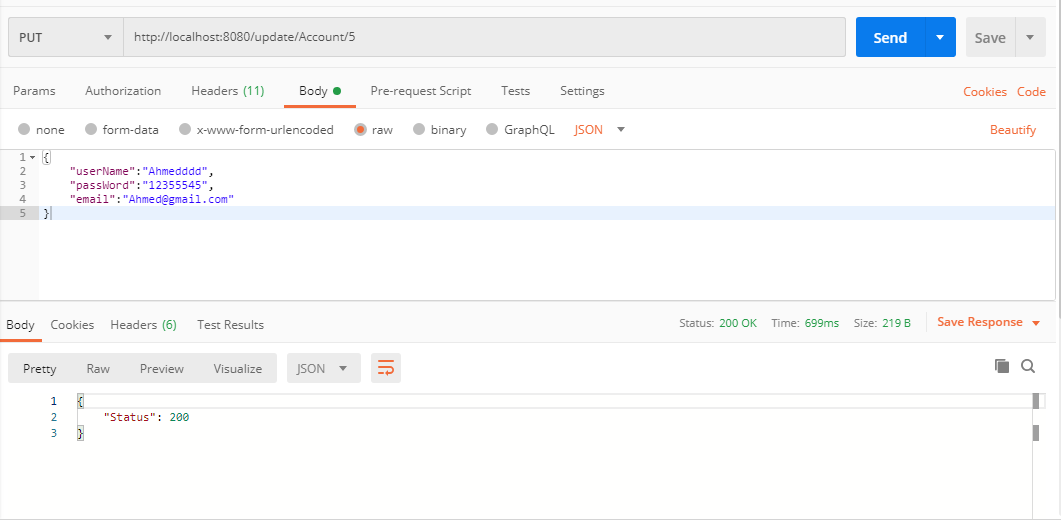 PUT http://localhost:8080/update/Account/5 Send Save
Params Authorization Headers (11) Body Pre-request Script Tests Settings Cookies Code
none form-data x-www-form-urlencoded raw binary GraphQL JSON Beautify
1 {
2 "userName":"Ahmedddd",
3 "passWord":"12355545",
4 "email":"Ahmed@gmail.com"
5 }
Body Cookies Headers (6) Test Results Status: 200 OK Time: 699ms Size: 219 B Save Response
Pretty Raw Preview Visualize JSON
1 {
2 "Status": 200
3 }